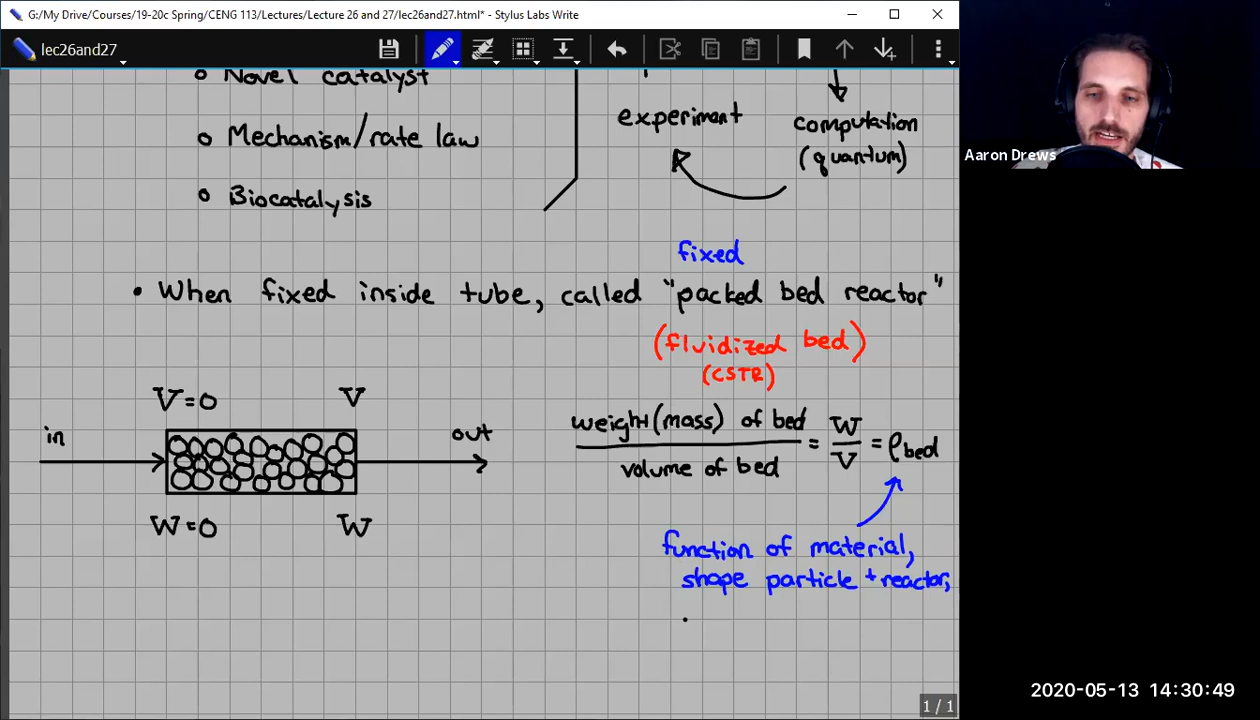 G:/My Drive/Courses/19-20c Spring/CENG 113/Lectures/Lecture 26 and 27/lec26and27.html* - Stylus Labs Write
lec26and27
Novel catalyst
Mechanism/rate law
Biocatalysis
experiment
computation
(quantum)
Aaron Drews
fixed
• When fixed inside tube, called "packed bed reactor"
(fluidized bed)
(CSTR)
V=0
V
in
out
W=0
W
weight(mass) of bed
volume of bed
= W/V = ρbed
function of material,
shape particle + reactor,
2020-05-13 14:30:49
1 / 1